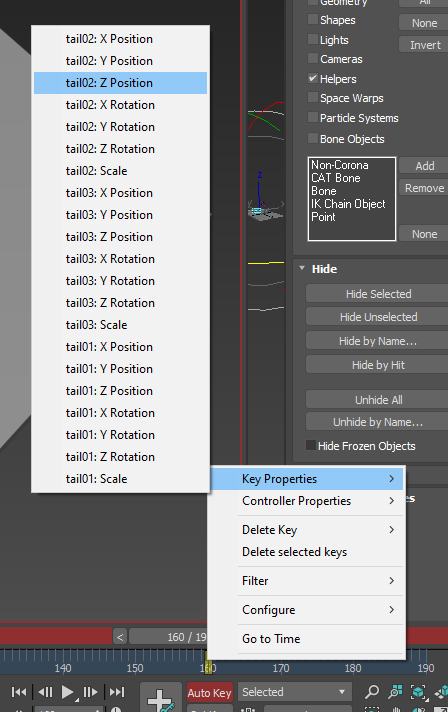 Geometry
All
Shapes
None
Lights
Invert
Cameras
Helpers
Space Warps
Particle Systems
Bone Objects
Non-Corona
CAT Bone
Bone
IK Chain Object
Point
Add
Remove
None
Hide
Hide Selected
Hide Unselected
Hide by Name...
Hide by Hit
Unhide All
Unhide by Name...
Hide Frozen Objects
tail02: X Position
tail02: Y Position
tail02: Z Position
tail02: X Rotation
tail02: Y Rotation
tail02: Z Rotation
tail02: Scale
tail03: X Position
tail03: Y Position
tail03: Z Position
tail03: X Rotation
tail03: Y Rotation
tail03: Z Rotation
tail03: Scale
tail01: X Position
tail01: Y Position
tail01: Z Position
tail01: X Rotation
tail01: Y Rotation
tail01: Z Rotation
tail01: Scale
Key Properties >
Controller Properties >
Delete Key >
Delete selected keys
Filter >
Configure >
Go to Time
< 160 / 19
140 150 160 170 180 190
Auto Key Selected